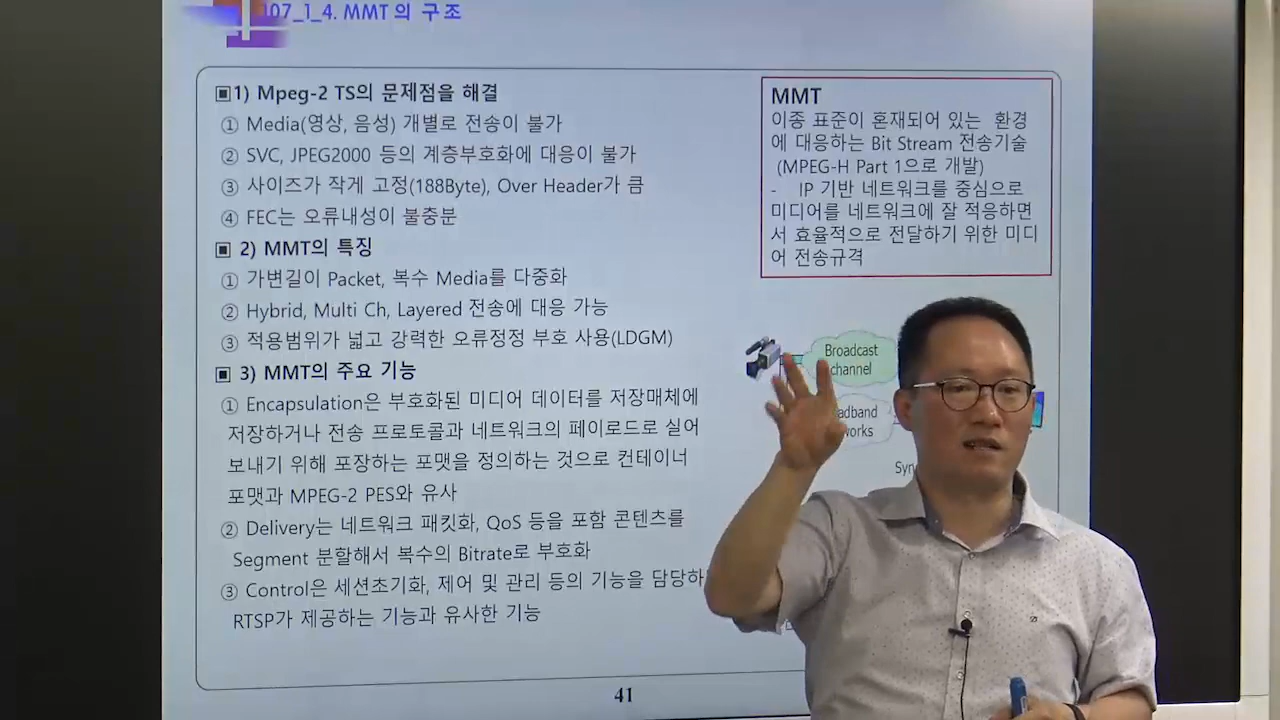 107_1_4. MMT의 구조
▣1) Mpeg-2 TS의 문제점을 해결
① Media(영상, 음성) 개별로 전송이 불가
② SVC, JPEG2000 등의 계층부호화에 대응이 불가
③ 사이즈가 작게 고정(188Byte), Over Header가 큼
④ FEC는 오류내성이 불충분
▣ 2) MMT의 특징
① 가변길이 Packet, 복수 Media를 다중화
② Hybrid, Multi Ch, Layered 전송에 대응 가능
③ 적용범위가 넓고 강력한 오류정정 부호 사용(LDGM)
▣ 3) MMT의 주요 기능
① Encapsulation은 부호화된 미디어 데이터를 저장매체에
저장하거나 전송 프로토콜과 네트워크의 페이로드로 실어
보내기 위해 포장하는 포맷을 정의하는 것으로 컨테이너
포맷과 MPEG-2 PES와 유사
② Delivery는 네트워크 패킷화, QoS 등을 포함 콘텐츠를
Segment 분할해서 복수의 Bitrate로 부호화
③ Control은 세션초기화, 제어 및 관리 등의 기능을 담당하
RTSP가 제공하는 기능과 유사한 기능
MMT
이종 표준이 혼재되어 있는 환경
에 대응하는 Bit Stream 전송기술
(MPEG-H Part 1으로 개발)
- IP 기반 네트워크를 중심으로
미디어를 네트워크에 잘 적응하면
서 효율적으로 전달하기 위한 미디
어 전송규격
Broadcast
channel
41